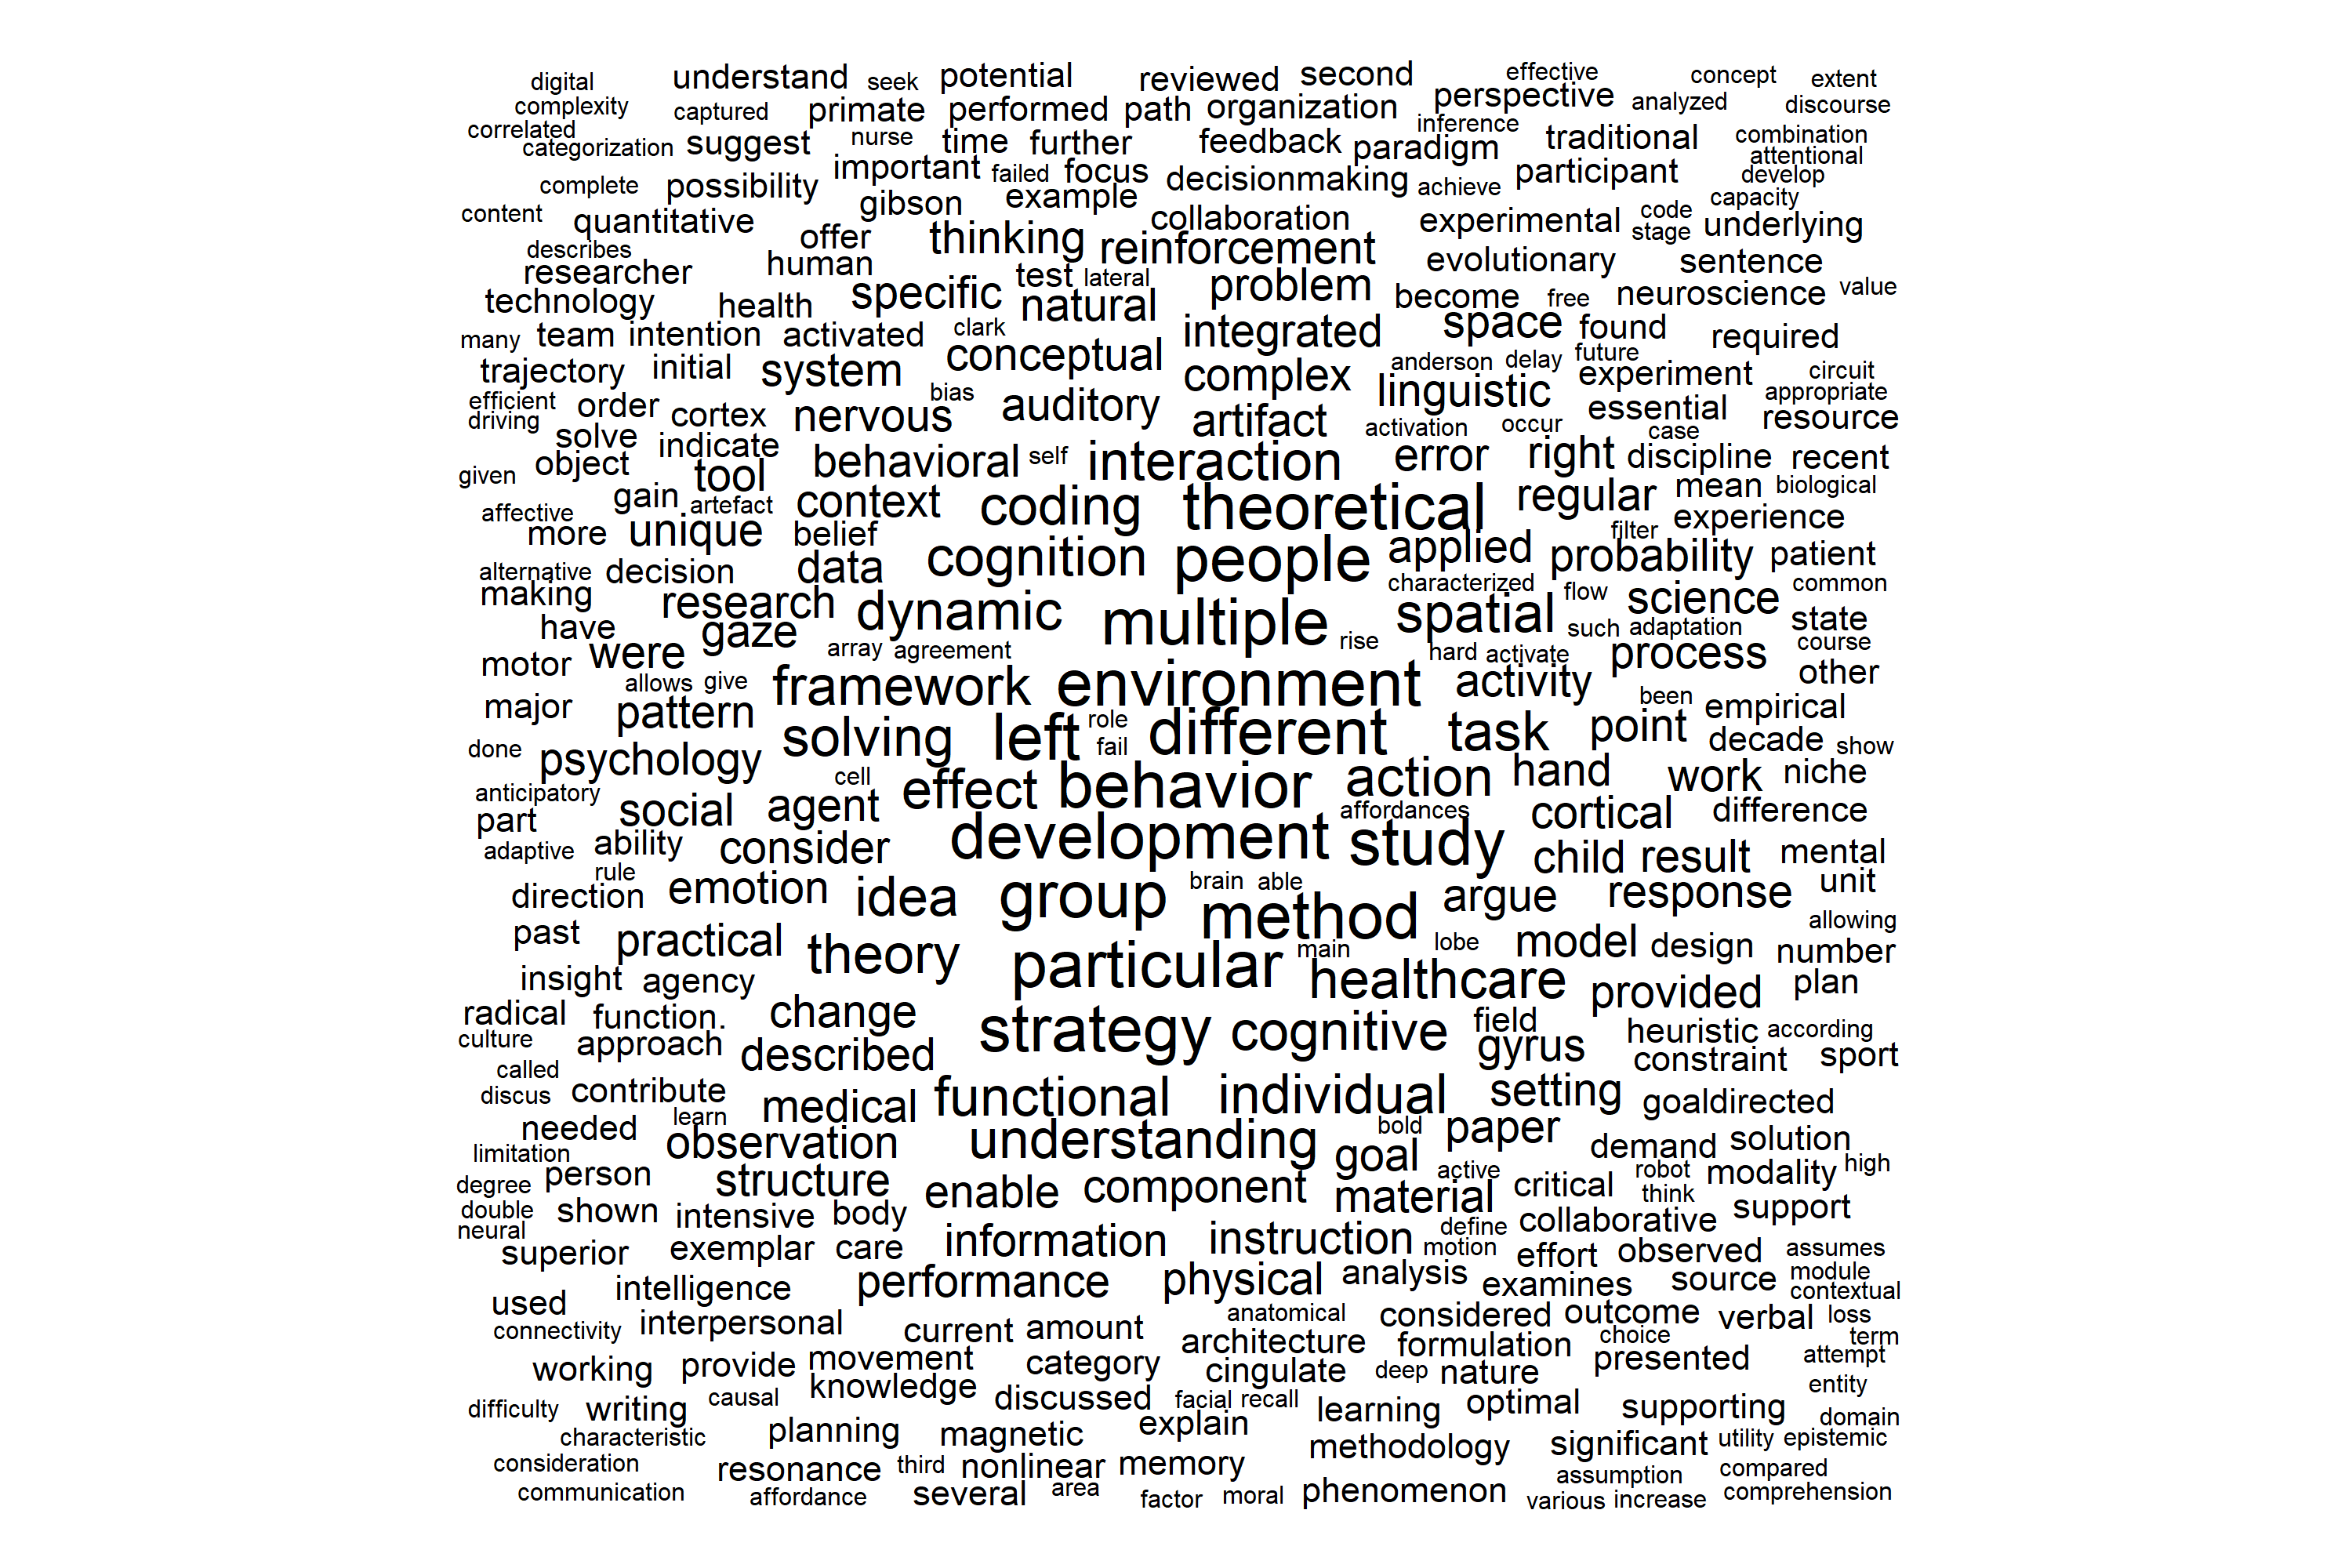 digital understand seek potential reviewed second effective concept extent
complexity captured primate performed path organization perspective analyzed discourse
correlated categorization suggest nurse time further feedback paradigm inference traditional combination
important failed focus decisionmaking achieve participant attentional develop
complete possibility gibson example collaboration experimental code capacity
content quantitative offer thinking reinforcement stage underlying
describes researcher human test lateral problem evolutionary sentence
technology health specific natural become free neuroscience value
many team intention activated clark integrated space found required
trajectory initial system conceptual complex anderson delay future experiment circuit
efficient driving order cortex nervous bias auditory artifact linguistic essential appropriate resource
solve indicate activation occur case
given object tool behavioral self interaction error right discipline recent
gain artefact context coding theoretical regular mean biological
affective more unique belief filter experience
alternative decision data cognition people applied probability patient
making research dynamic characterized flow science common
have gaze multiple rise spatial such adaptation state
motor were array agreement hard activate process course
allows give framework environment activity other
major pattern left role different task point been empirical
done psychology solving fail decade show
anticipatory social agent cell effect behavior action hand work niche
part ability consider development affordances study cortical difference
adaptive rule child result mental
direction emotion idea group brain able method argue response unit
past practical theory particular main lobe model design number allowing
insight agency healthcare provided plan
radical function. change strategy cognitive field heuristic according
culture approach described gyrus constraint sport
called discus contribute medical functional individual setting goaldirected
needed learn observation understanding bold paper demand solution
limitation person structure goal active critical robot modality high
degree double shown intensive body enable component material think collaborative support
neural superior exemplar care information instruction define motion effort observed assumes
used intelligence performance physical analysis examines source module contextual
connectivity interpersonal current amount anatomical considered outcome verbal loss
working provide movement category architecture formulation choice presented term attempt
causal knowledge discussed cingulate deep nature entity
difficulty writing planning magnetic facial recall explain learning optimal supporting domain
characteristic methodology significant utility epistemic
consideration resonance third nonlinear memory assumption compared
communication affordance several area factor moral phenomenon various increase comprehension